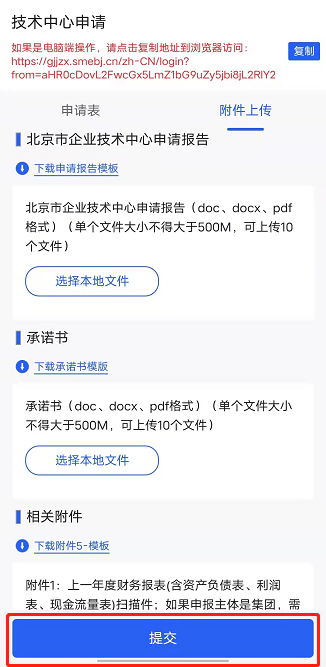 技术中心申请
如果是电脑端操作，请点击复制地址到浏览器访问：
复制
https://gjjzx.smebj.cn/zh-CN/login?
from=aHR0cDovL2FwcGx5LmZ1bG9uZy5jbi8jL2RlY2
申请表
附件上传
北京市企业技术中心申请报告
下载申请报告模板
北京市企业技术中心申请报告（doc、docx、pdf
格式）（单个文件大小不得大于500M，可上传10
个文件）
选择本地文件
承诺书
下载承诺书模版
承诺书（doc、docx、pdf格式）（单个文件大小
不得大于500M，可上传10个文件）
选择本地文件
相关附件
下载附件5-模板
附件1：上一年度财务报表(含资产负债表、利润
表、现金流量表)扫描件；如果申报主体是集团，需
提交